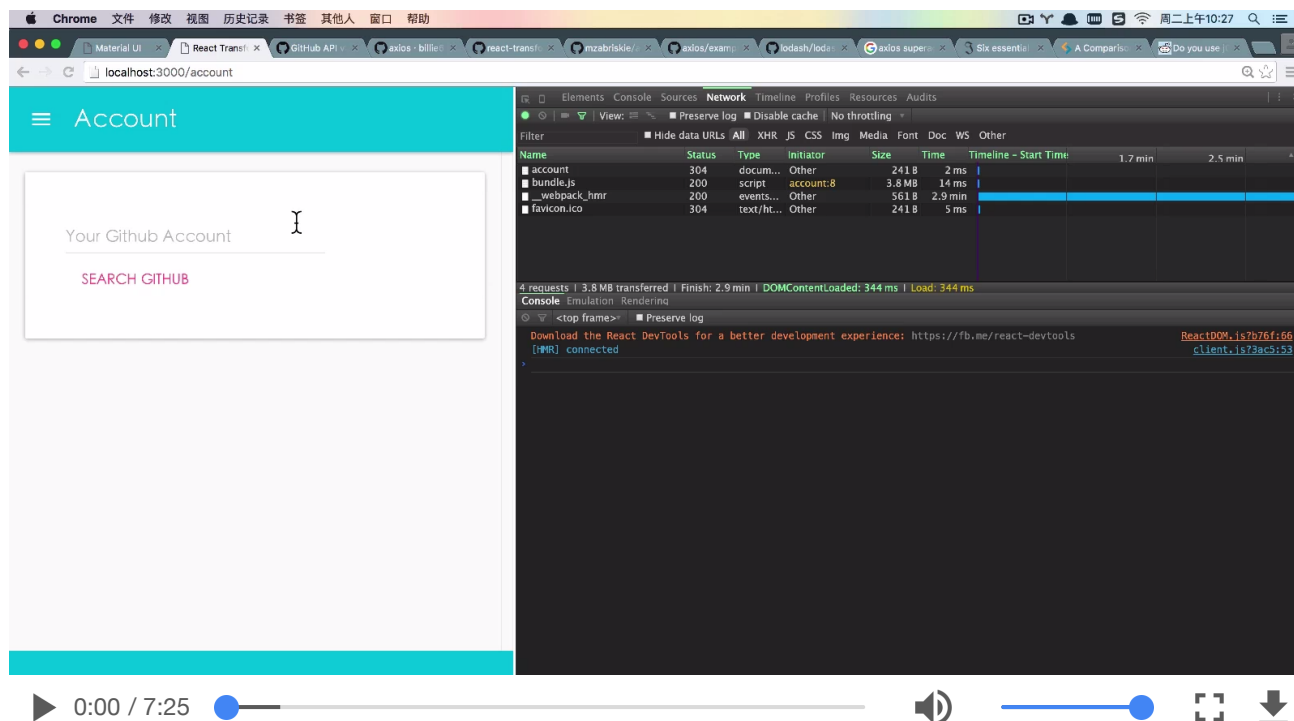 Chrome 文件 修改 视图 历史记录 书签 其他人 窗口 帮助 周二上午10:27
Material UI React Transf GitHub API v axios · billie react-transfo mzabriskie/ axios/examp lodash/lodas axios supera Six essential A Compariso Do you use
localhost:3000/account
Account
Your Github Account
SEARCH GITHUB
Elements Console Sources Network Timeline Profiles Resources Audits
View: Preserve log Disable cache No throttling
Filter Hide data URLs All XHR JS CSS Img Media Font Doc WS Other
Name Status Type Initiator Size Time Timeline – Start Time 1.7 min 2.5 min
account 304 docum... Other 241 B 2 ms
bundle.js 200 script account:8 3.8 MB 14 ms
__webpack_hmr 200 events... Other 561 B 2.9 min
favicon.ico 304 text/ht... Other 241 B 5 ms
4 requests | 3.8 MB transferred | Finish: 2.9 min | DOMContentLoaded: 344 ms | Load: 344 ms
Console Emulation Rendering
<top frame> Preserve log
Download the React DevTools for a better development experience: https://fb.me/react-devtools ReactDOM.js?b76f:66
[HMR] connected client.js?3ac5:53
0:00 / 7:25